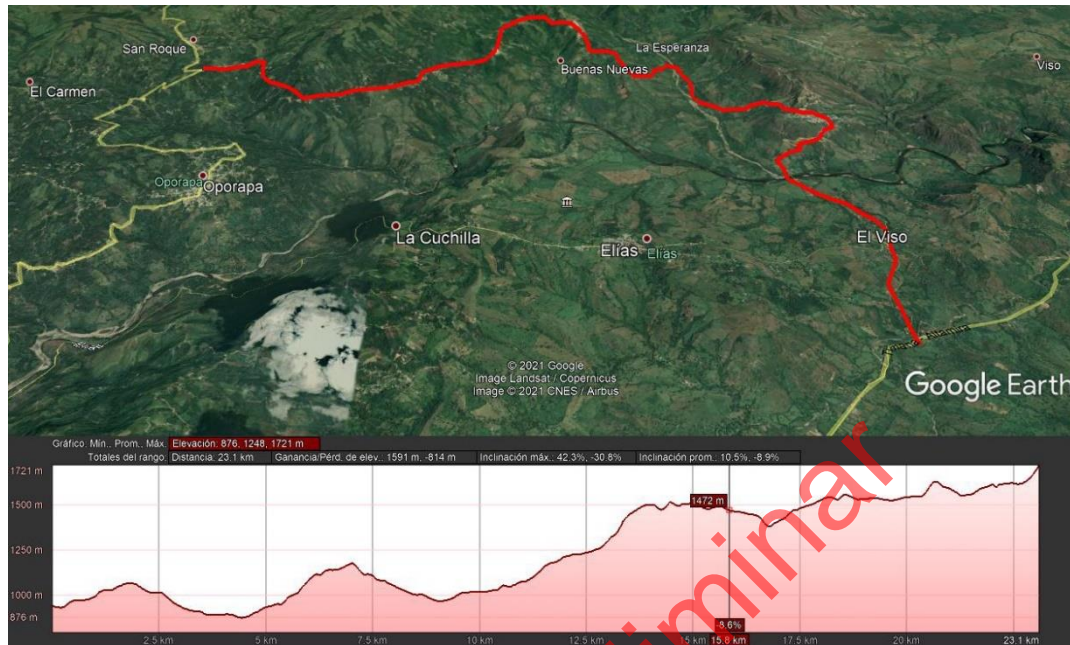 San Roque
El Carmen
La Esperanza
Buenas Nuevas
Viso
Oporapa
Oporapa
La Cuchilla
Elías
Elías
El Viso
© 2021 Google
Image Landsat / Copernicus
Image © 2021 CNES / Airbus
Google Earth
Gráfico: Mín., Prom., Máx. Elevación: 876, 1248, 1721 m
Totales del rango: Distancia: 23.1 km Ganancia/Pérd. de elev.: 1591 m, -814 m Inclinación máx.: 42.3%, -30.8% Inclinación prom.: 10.5%, -8.9%
1721 m
1500 m
1472 m
1250 m
1000 m
876 m
-8.6%
2.5 km 5 km 7.5 km 10 km 12.5 km 15 km 15.8 km 17.5 km 20 km 23.1 km
liminar